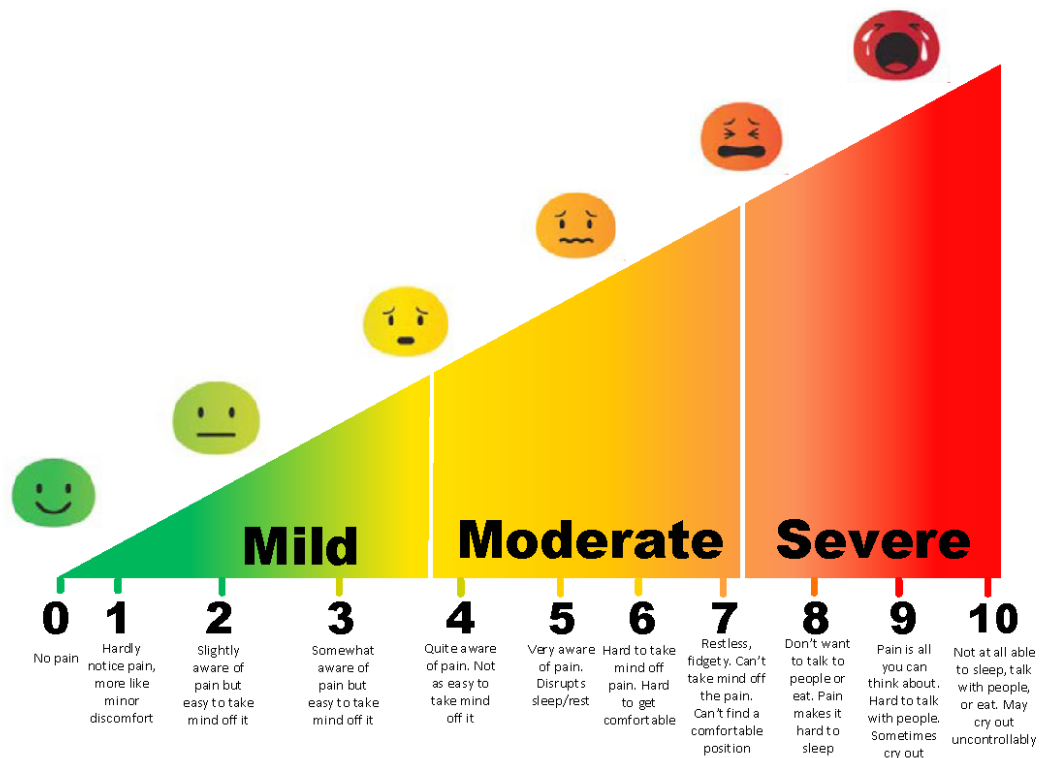 Mild
Moderate
Severe
0
No pain
1
Hardly
notice pain,
more like
minor
discomfort
2
Slightly
aware of
pain but
easy to take
mind off it
3
Somewhat
aware of
pain but
easy to take
mind off it
4
Quite aware
of pain. Not
as easy to
take mind
off it
5
Very aware
of pain.
Disrupts
sleep/rest
6
Hard to take
mind off
pain. Hard
to get
comfortable
7
Restless,
fidgety. Can't
take mind off
the pain.
Can't find a
comfortable
position
8
Don't want
to talk to
people or
eat. Pain
makes it
hard to
sleep
9
Pain is all
you can
think about.
Hard to talk
with people.
Sometimes
cry out
10
Not at all able
to sleep, talk
with people,
or eat. May
cry out
uncontrollably